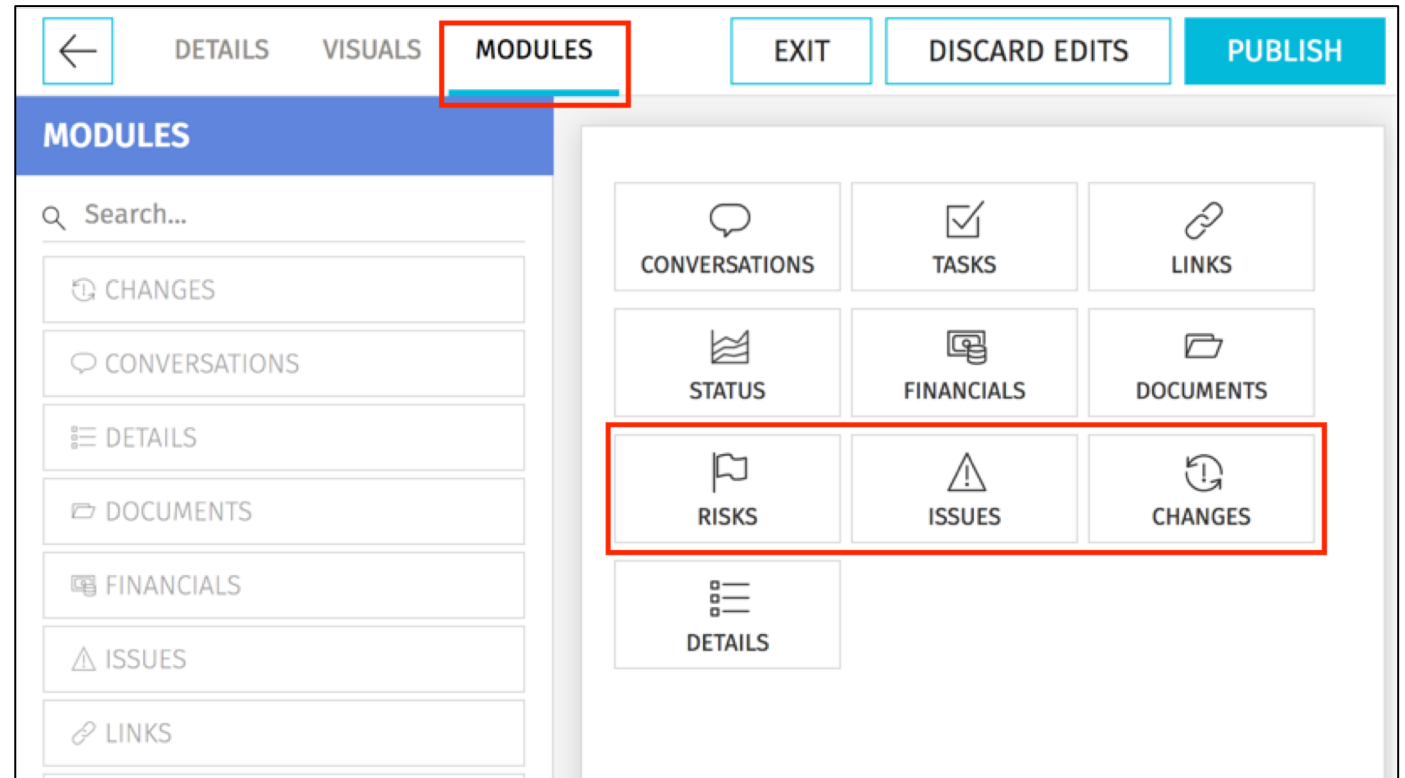 DETAILS VISUALS MODULES EXIT DISCARD EDITS PUBLISH
MODULES
Search...
CHANGES
CONVERSATIONS
DETAILS
DOCUMENTS
FINANCIALS
ISSUES
LINKS
CONVERSATIONS TASKS LINKS
STATUS FINANCIALS DOCUMENTS
RISKS ISSUES CHANGES
DETAILS